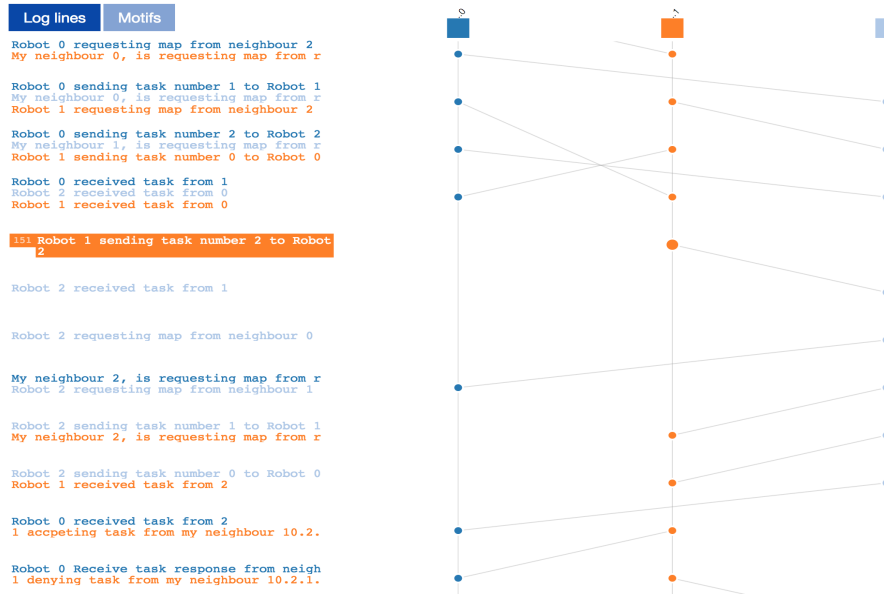 Log lines
Motifs
Robot 0 requesting map from neighbour 2
My neighbour 0, is requesting map from r
Robot 0 sending task number 1 to Robot 1
My neighbour 0, is requesting map from r
Robot 1 requesting map from neighbour 2
Robot 0 sending task number 2 to Robot 2
My neighbour 1, is requesting map from r
Robot 1 sending task number 0 to Robot 0
Robot 0 received task from 1
Robot 2 received task from 0
Robot 1 received task from 0
151 Robot 1 sending task number 2 to Robot
2
Robot 2 received task from 1
Robot 2 requesting map from neighbour 0
My neighbour 2, is requesting map from r
Robot 2 requesting map from neighbour 1
Robot 2 sending task number 1 to Robot 1
My neighbour 2, is requesting map from r
Robot 2 sending task number 0 to Robot 0
Robot 1 received task from 2
Robot 0 received task from 2
1 accpeting task from my neighbour 10.2.
Robot 0 Receive task response from neigh
1 denying task from my neighbour 10.2.1.